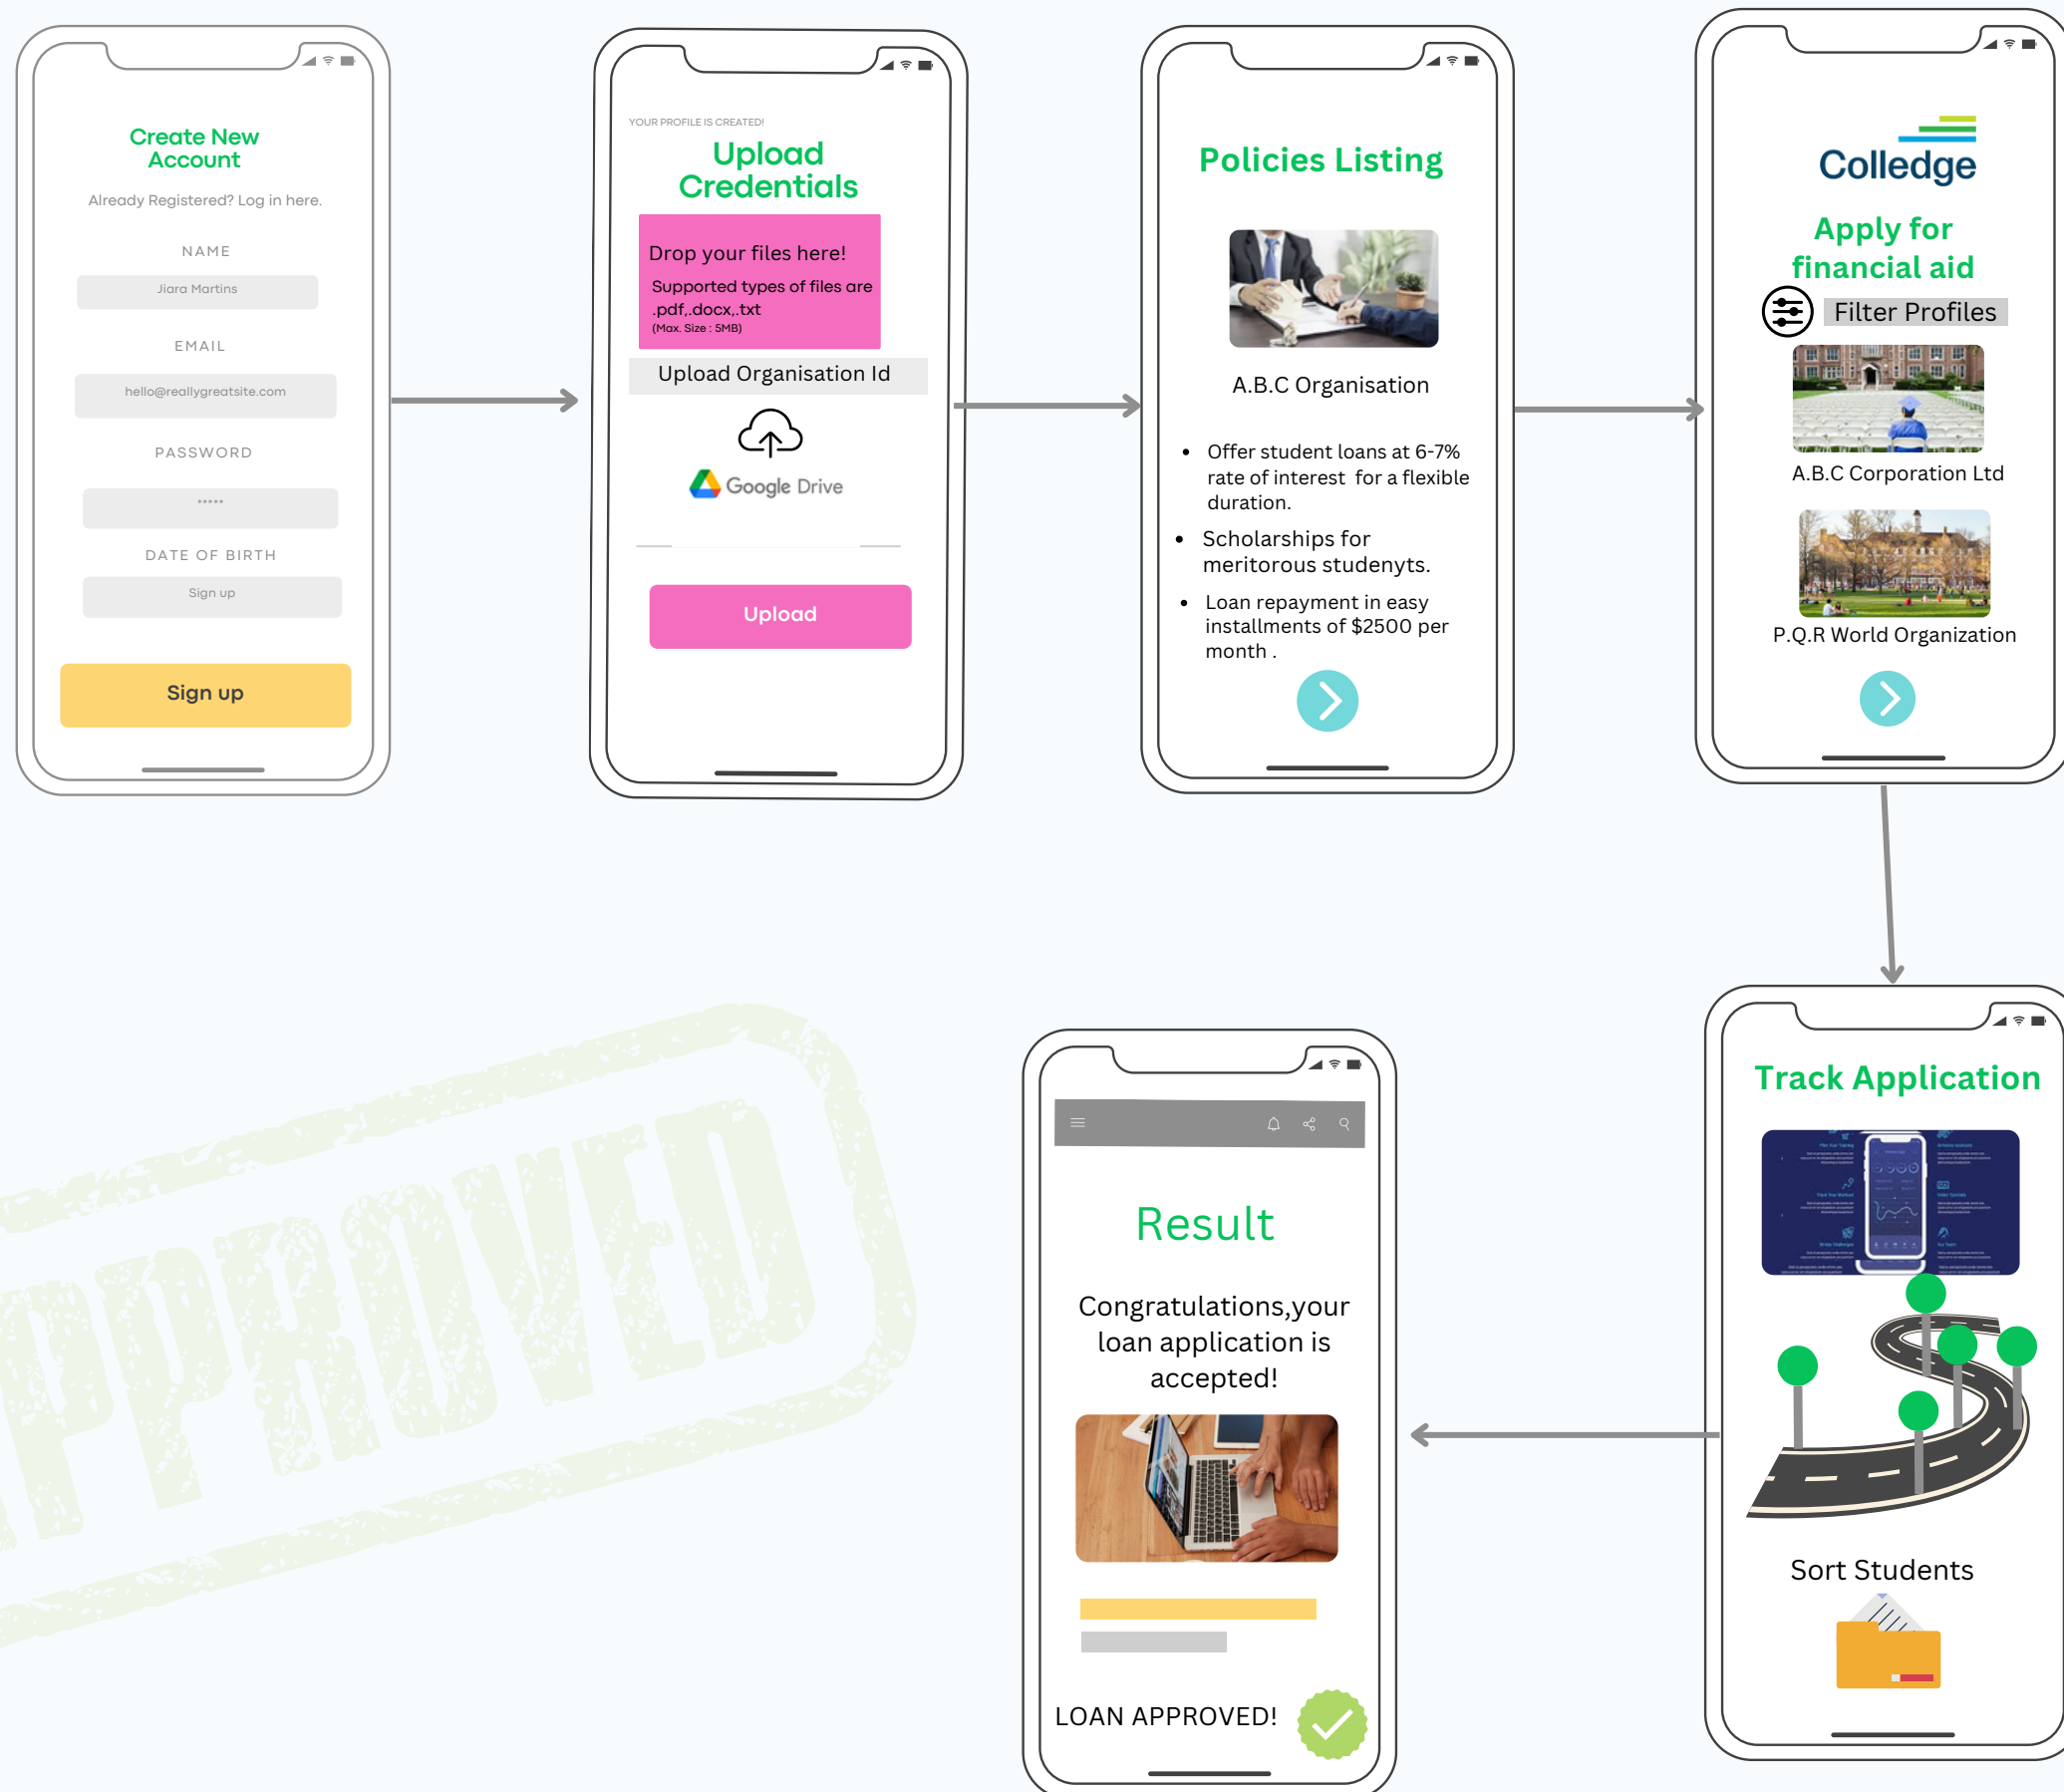 Create New
Account
Already Registered? Log in here.
NAME
Jiara Martins
EMAIL
hello@reallygreatsite.com
PASSWORD
*****
DATE OF BIRTH
Sign up
Sign up
YOUR PROFILE IS CREATED!
Upload
Credentials
Drop your files here!
Supported types of files are
.pdf,.docx,.txt
(Max. Size : 5MB)
Upload Organisation Id
Google Drive
Upload
Policies Listing
A.B.C Organisation
• Offer student loans at 6-7%
rate of interest for a flexible
duration.
• Scholarships for
meritorous studenyts.
• Loan repayment in easy
installments of $2500 per
month .
Colledge
Apply for
financial aid
Filter Profiles
A.B.C Corporation Ltd
P.Q.R World Organization
Track Application
Sort Students
Result
Congratulations,your
loan application is
accepted!
LOAN APPROVED!
APPROVED